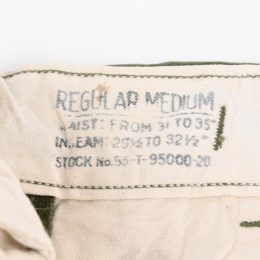 REGULAR MEDIUM
WAIST: FROM 31 TO 35"
INSEAM: 29½ TO 32½"
STOCK No. 55-T-95000-20